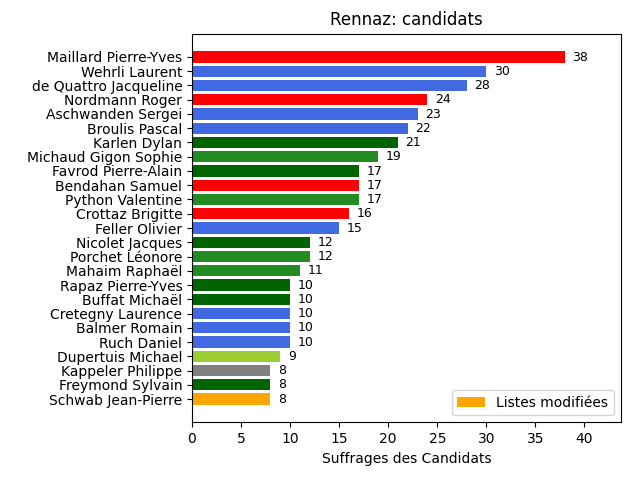 Rennaz: candidats
Maillard Pierre-Yves 38
Wehrli Laurent 30
de Quattro Jacqueline 28
Nordmann Roger 24
Aschwanden Sergei 23
Broulis Pascal 22
Karlen Dylan 21
Michaud Gigon Sophie 19
Favrod Pierre-Alain 17
Bendahan Samuel 17
Python Valentine 17
Crottaz Brigitte 16
Feller Olivier 15
Nicolet Jacques 12
Porchet Léonore 12
Mahaim Raphaël 11
Rapaz Pierre-Yves 10
Buffat Michaël 10
Cretegny Laurence 10
Balmer Romain 10
Ruch Daniel 10
Dupertuis Michael 9
Kappeler Philippe 8
Freymond Sylvain 8
Schwab Jean-Pierre 8
Listes modifiées
0 5 10 15 20 25 30 35 40
Suffrages des Candidats